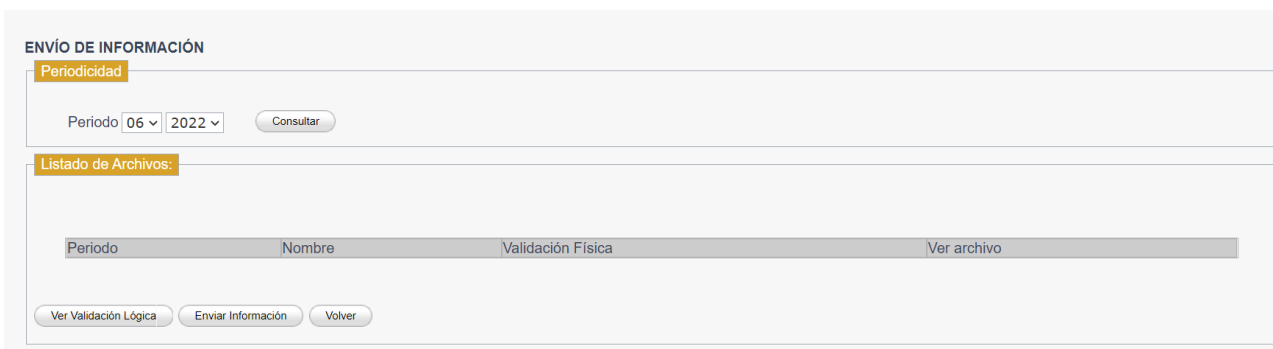 ENVÍO DE INFORMACIÓN
Periodicidad
Periodo 06 2022 Consultar
Listado de Archivos:
Periodo Nombre Validación Física Ver archivo
Ver Validación Lógica Enviar Información Volver